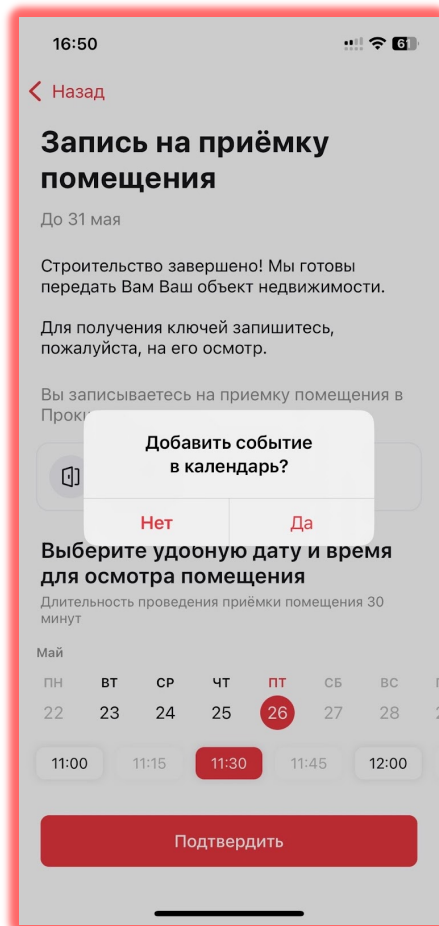 16:50
61
Назад
Запись на приёмку
помещения
До 31 мая
Строительство завершено! Мы готовы
передать Вам Ваш объект недвижимости.
Для получения ключей запишитесь,
пожалуйста, на его осмотр.
Вы записываетесь на приемку помещения в
Добавить событие
в календарь?
Нет Да
Выберите удобную дату и время
для осмотра помещения
Длительность проведения приёмки помещения 30
минут
Май
ПН ВТ СР ЧТ ПТ СБ ВС
22 23 24 25 26 27 28
11:00 11:15 11:30 11:45 12:00
Подтвердить